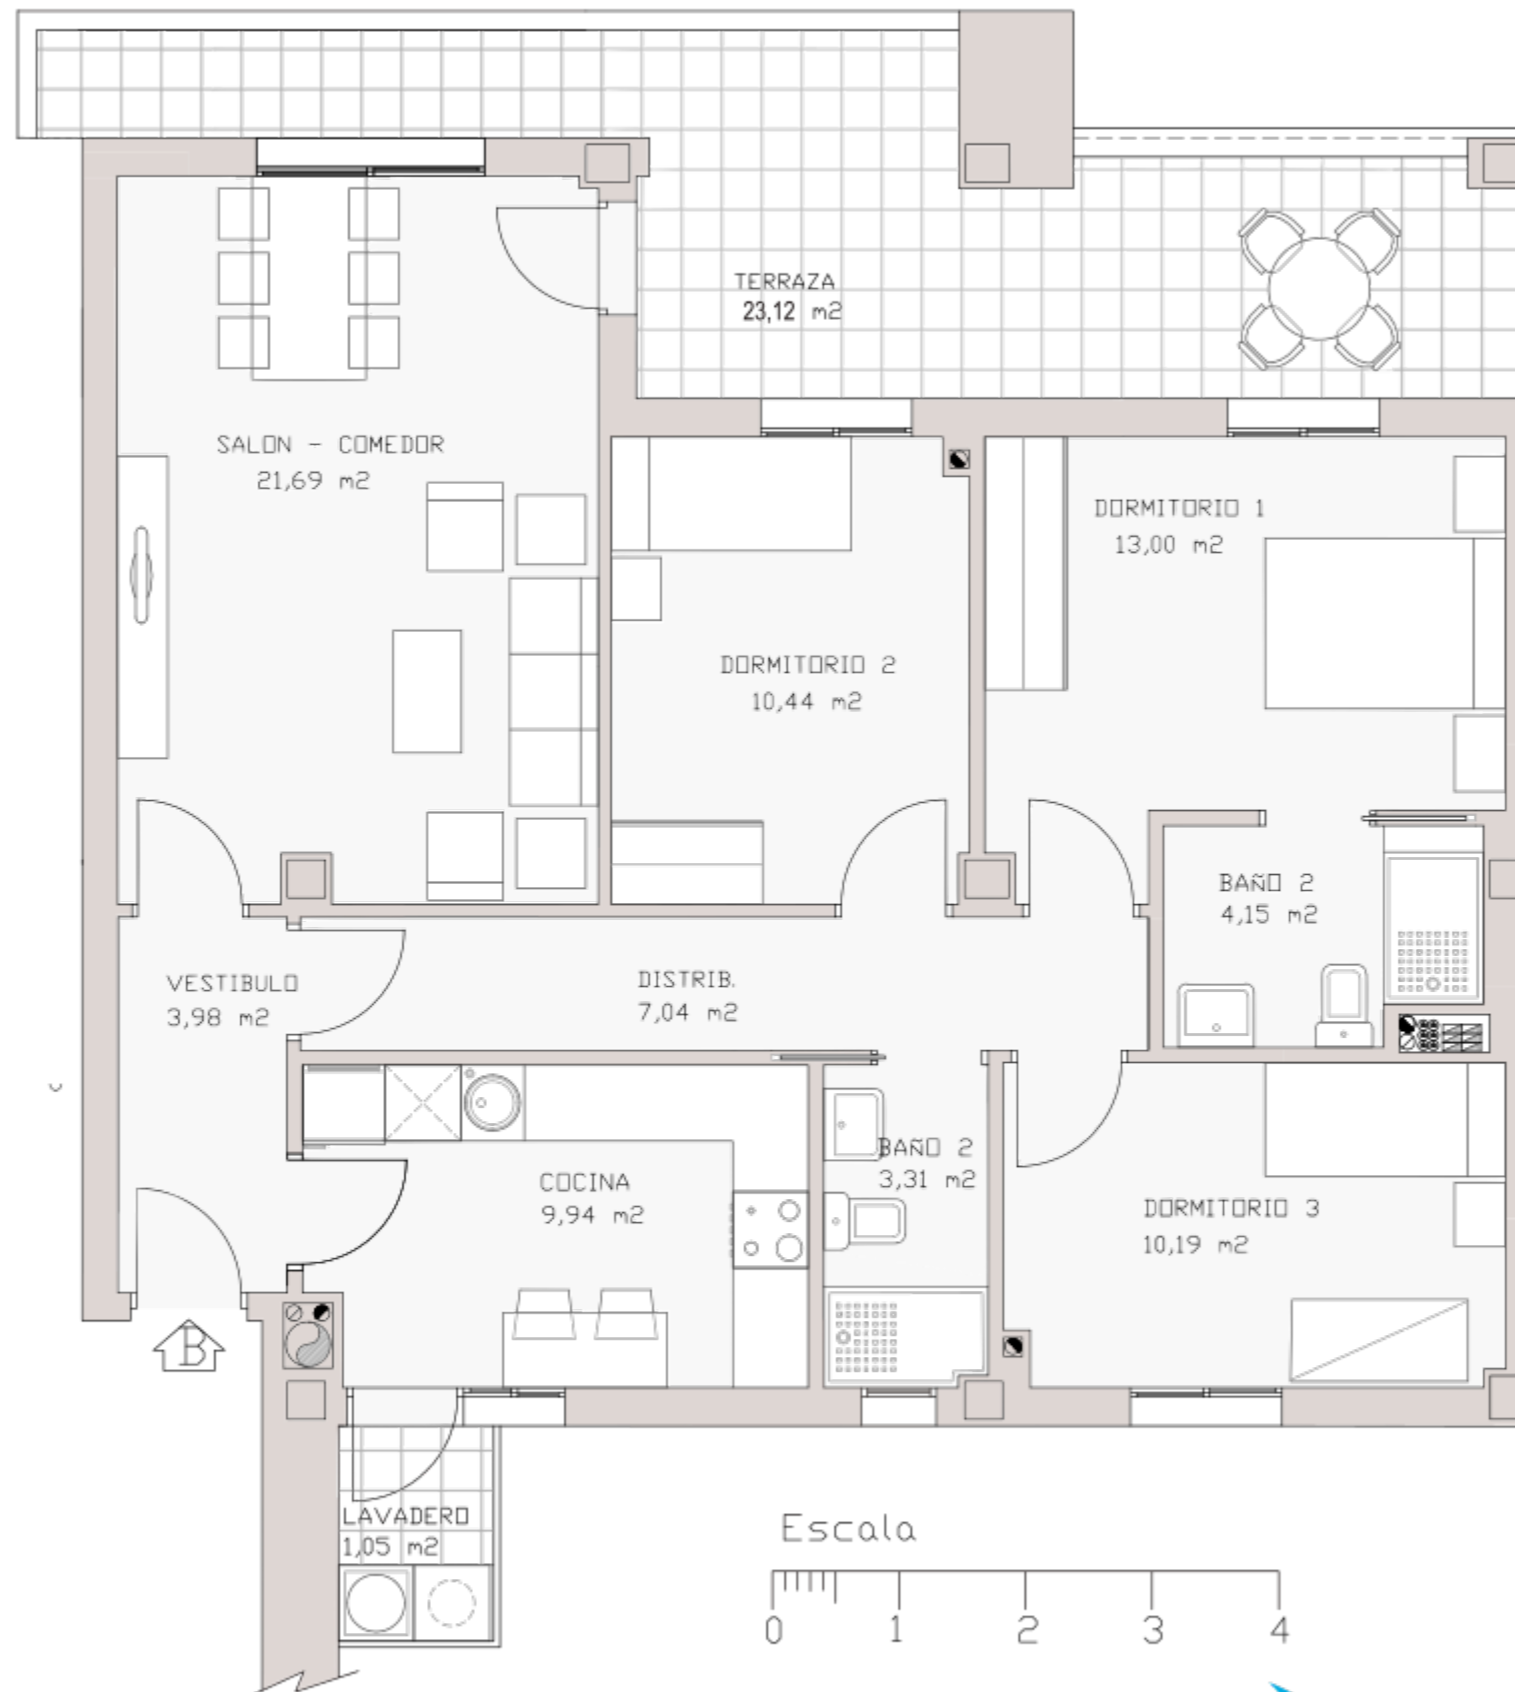 TERRAZA
23,12 m2
SALON - COMEDOR
21,69 m2
DORMITORIO 1
13,00 m2
DORMITORIO 2
10,44 m2
BAÑO 2
4,15 m2
VESTIBULO
3,98 m2
DISTRIB.
7,04 m2
COCINA
9,94 m2
BAÑO 2
3,31 m2
DORMITORIO 3
10,19 m2
B
LAVADERO
1,05 m2
Escala
0 1 2 3 4